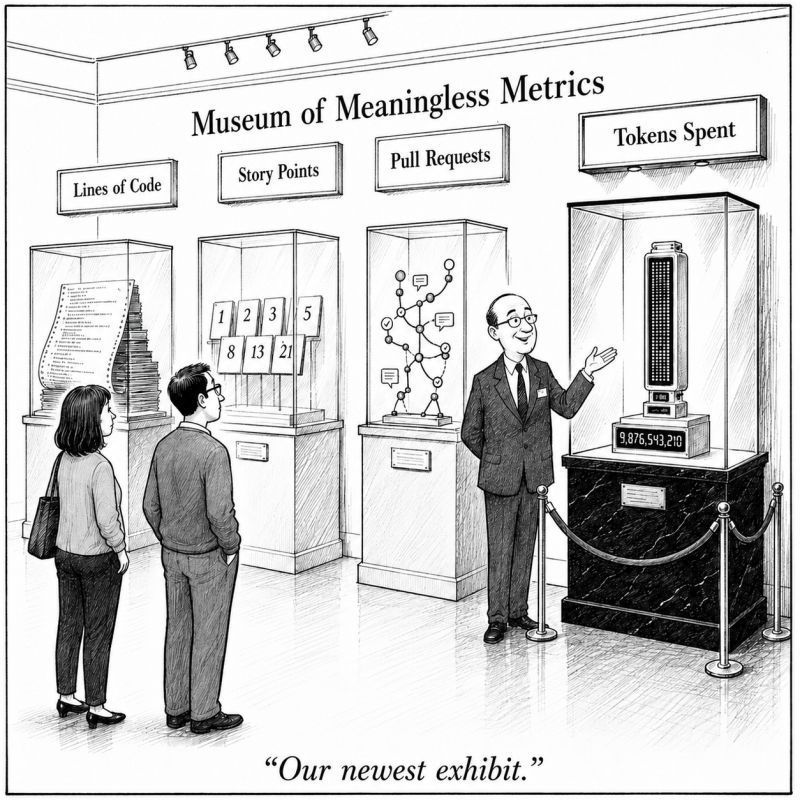 Museum of Meaningless Metrics
Lines of Code
Story Points
Pull Requests
Tokens Spent
1
2
3
5
8
13
21
9,876,543,210
“Our newest exhibit.”